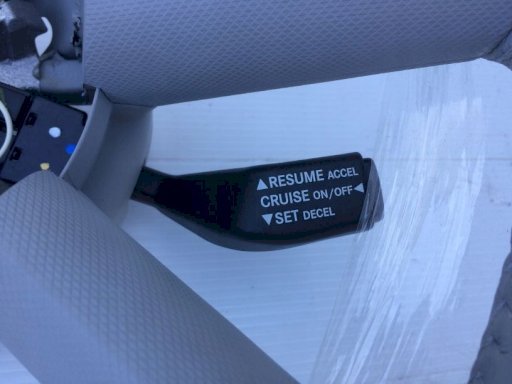 ▲RESUME ACCEL
CRUISE ON/OFF◄
▼SET DECEL